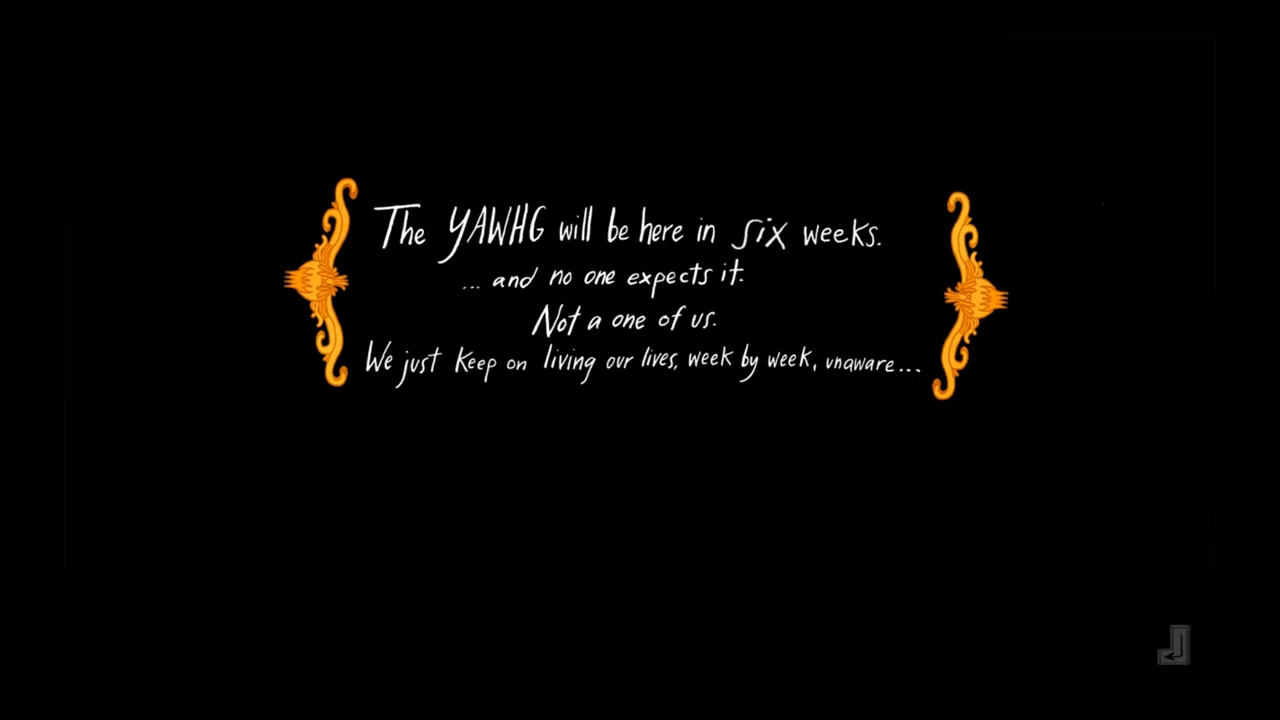 The YAWHG will be here in six weeks.
... and no one expects it.
Not a one of us.
We just keep on living our lives, week by week, unaware...